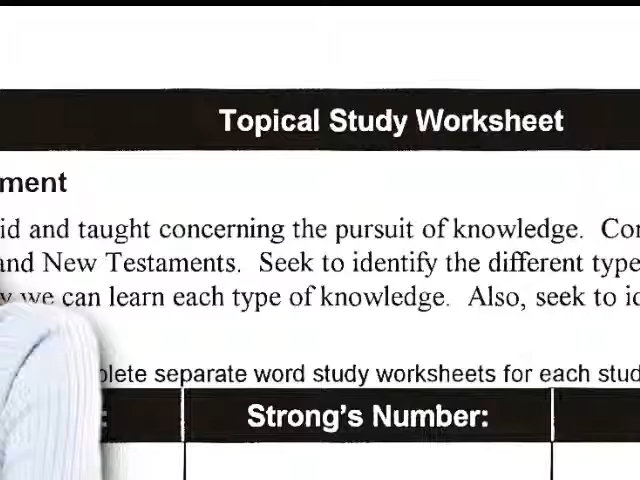 Topical Study Worksheet
ment
id and taught concerning the pursuit of knowledge. Co
and New Testaments. Seek to identify the different type
we can learn each type of knowledge. Also, seek to i
plete separate word study worksheets for each stud
: Strong's Number: